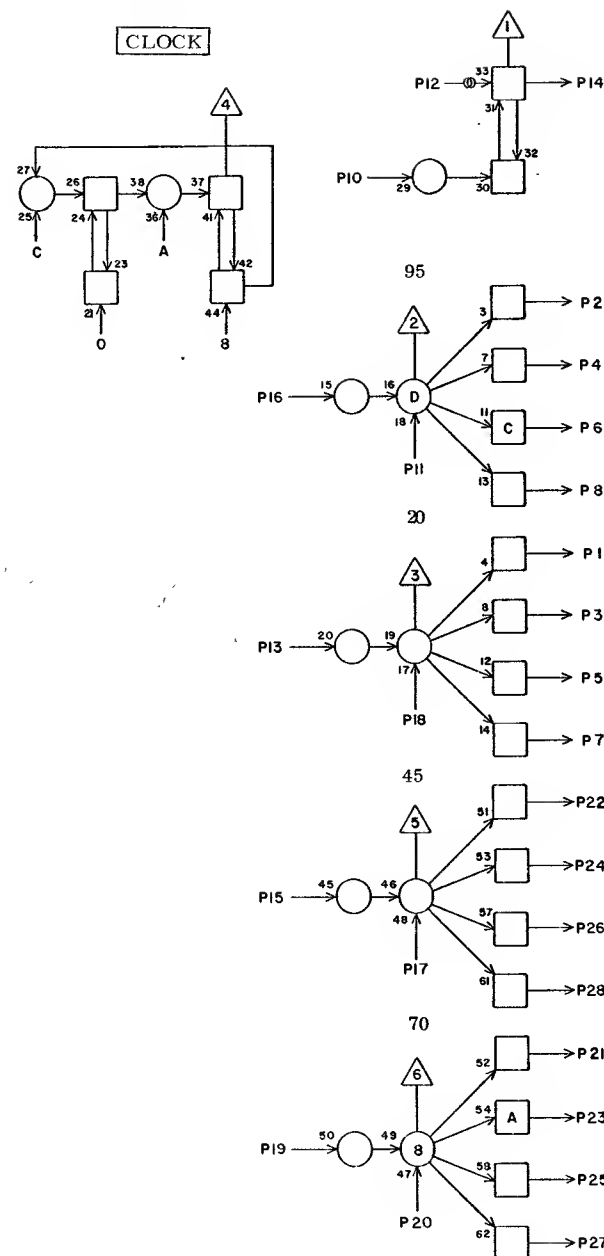 CLOCK
1
P12 33 P14
31
32
P10 29 30
4
27
26 38 37
25 24 36 41
C 23 A 42
21 44
0 8
95
2
3 P2
7 P4
P16 15 16 D
11 C P6
18
P11
13 P8
20
3
4 P1
8 P3
P13 20 19
12 P5
17
P18
14 P7
45
5
51 P22
53 P24
P15 45 46
57 P26
48
P17
61 P28
70
6
52 P21
54 A P23
P19 50 49 8
58 P25
47
P20
62 P27